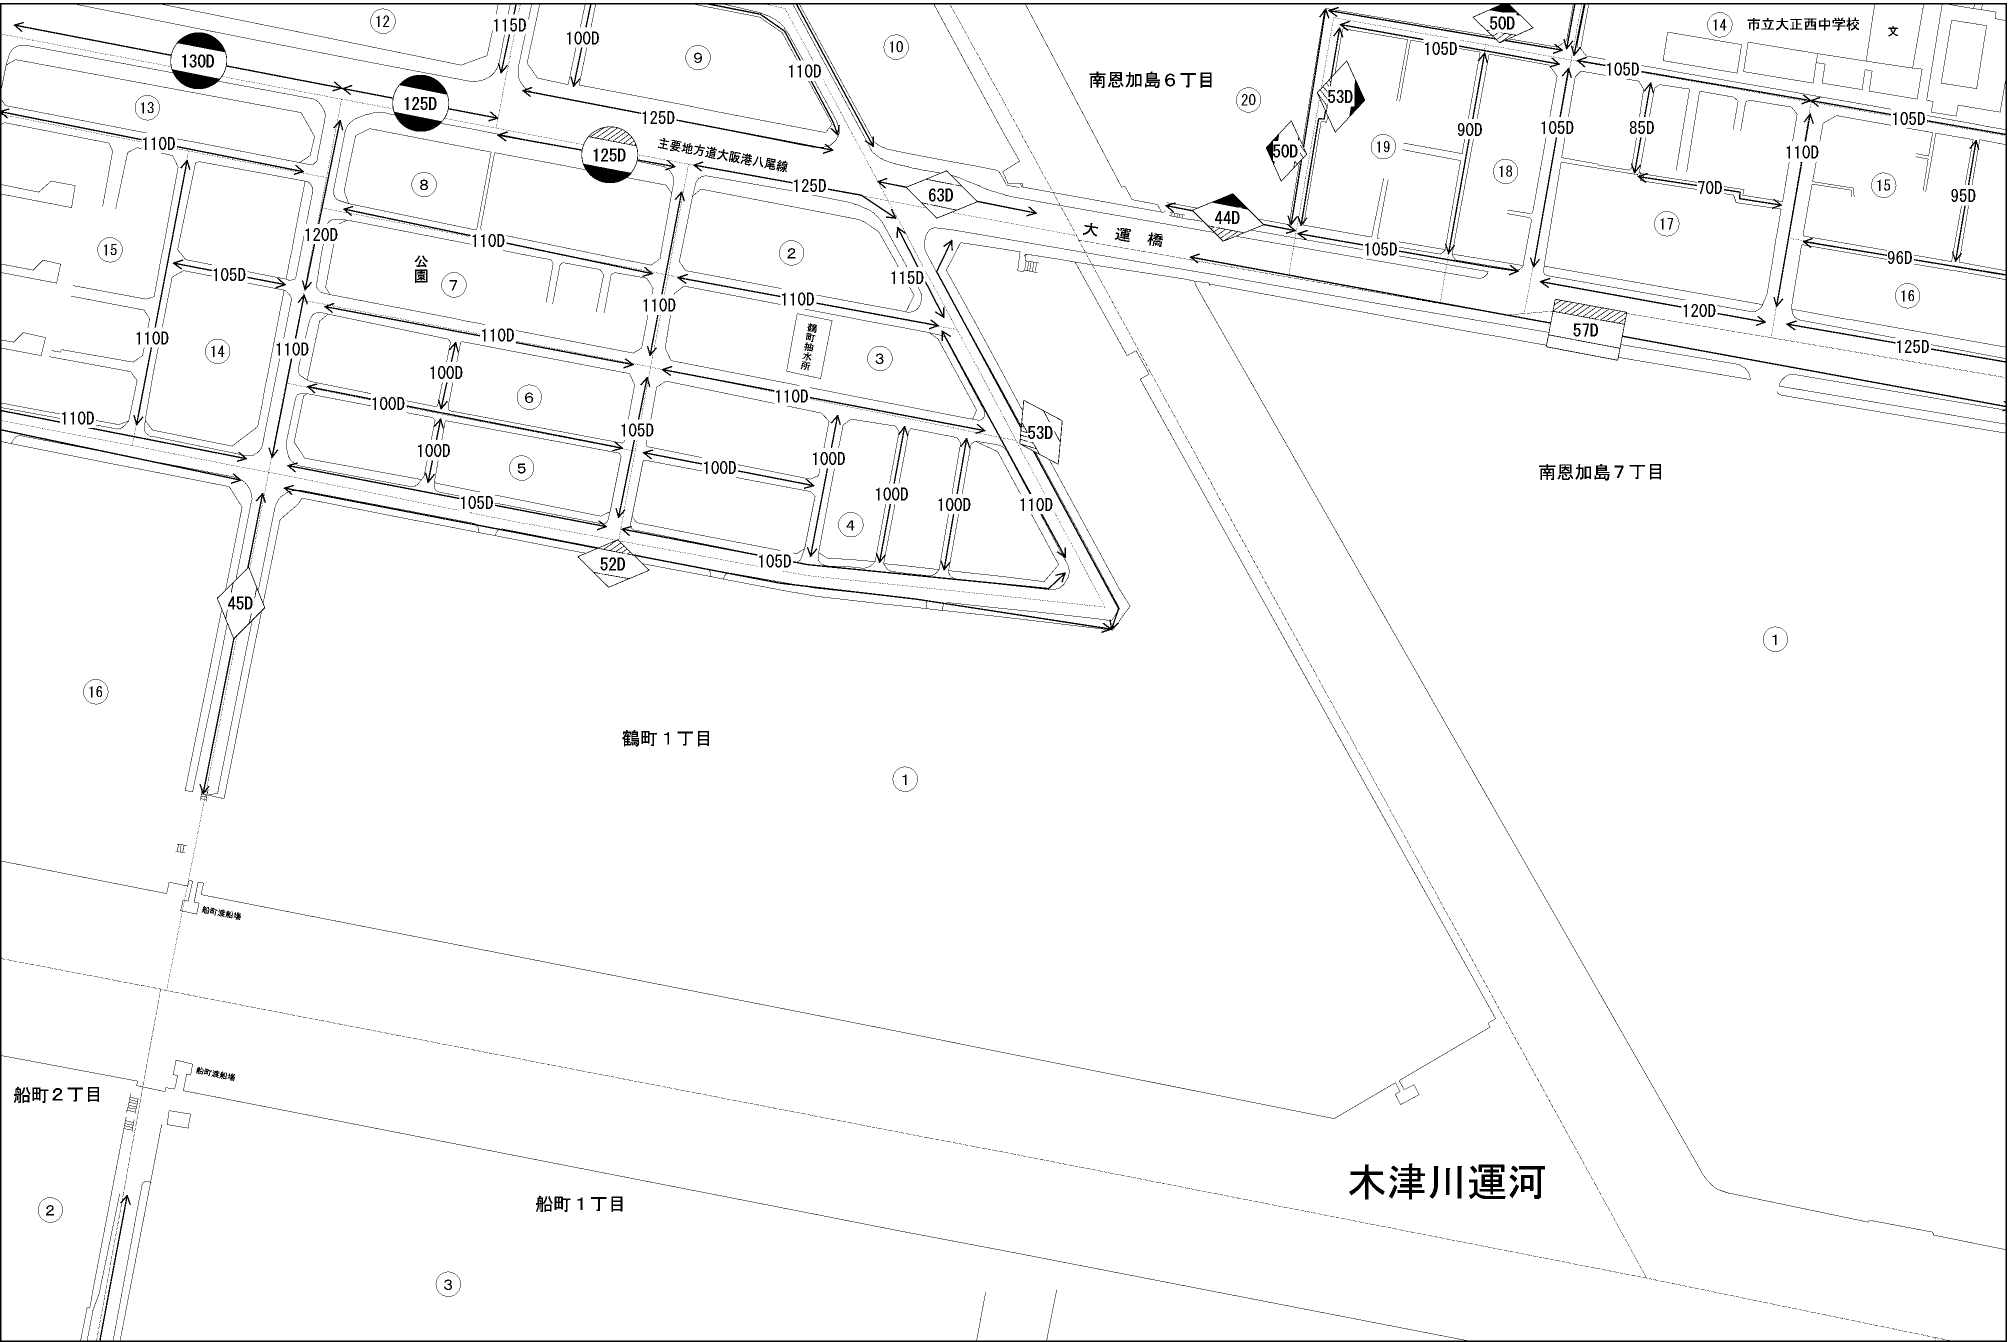 12
115D
100D
9
110D
10
130D
125D
125D
125D
主要地方道大阪港八尾線
125D
13
110D
8
120D
110D
15
105D
公園
7
110D
2
115D
110D
63D
大運橋
44D
南恩加島6丁目
20
50D
53D
50D
105D
19
90D
18
105D
105D
14
市立大正西中学校
文
105D
105D
85D
110D
70D
17
15
95D
96D
16
120D
125D
57D
105D
110D
14
110D
110D
100D
100D
6
鶴町抽水所
3
110D
105D
53D
110D
100D
5
105D
100D
100D
4
100D
100D
110D
105D
52D
45D
南恩加島7丁目
1
16
鶴町1丁目
1
船町渡船場
船町渡船場
船町2丁目
2
船町1丁目
3
木津川運河